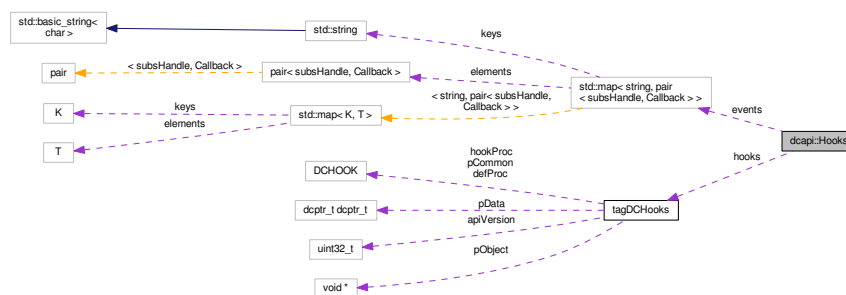 std::basic_string<
char >
std::string
keys
pair
< subsHandle, Callback >
pair< subsHandle, Callback >
elements
std::map< string, pair
< subsHandle, Callback > >
< string, pair< subsHandle,
Callback > >
K
keys
elements
std::map< K, T >
T
events
dcapi::Hooks
hooks
hookProc
pCommon
defProc
DCHOOK
dcptr_t dcptr_t
pData
tagDCHooks
apiVersion
uint32_t
pObject
void *